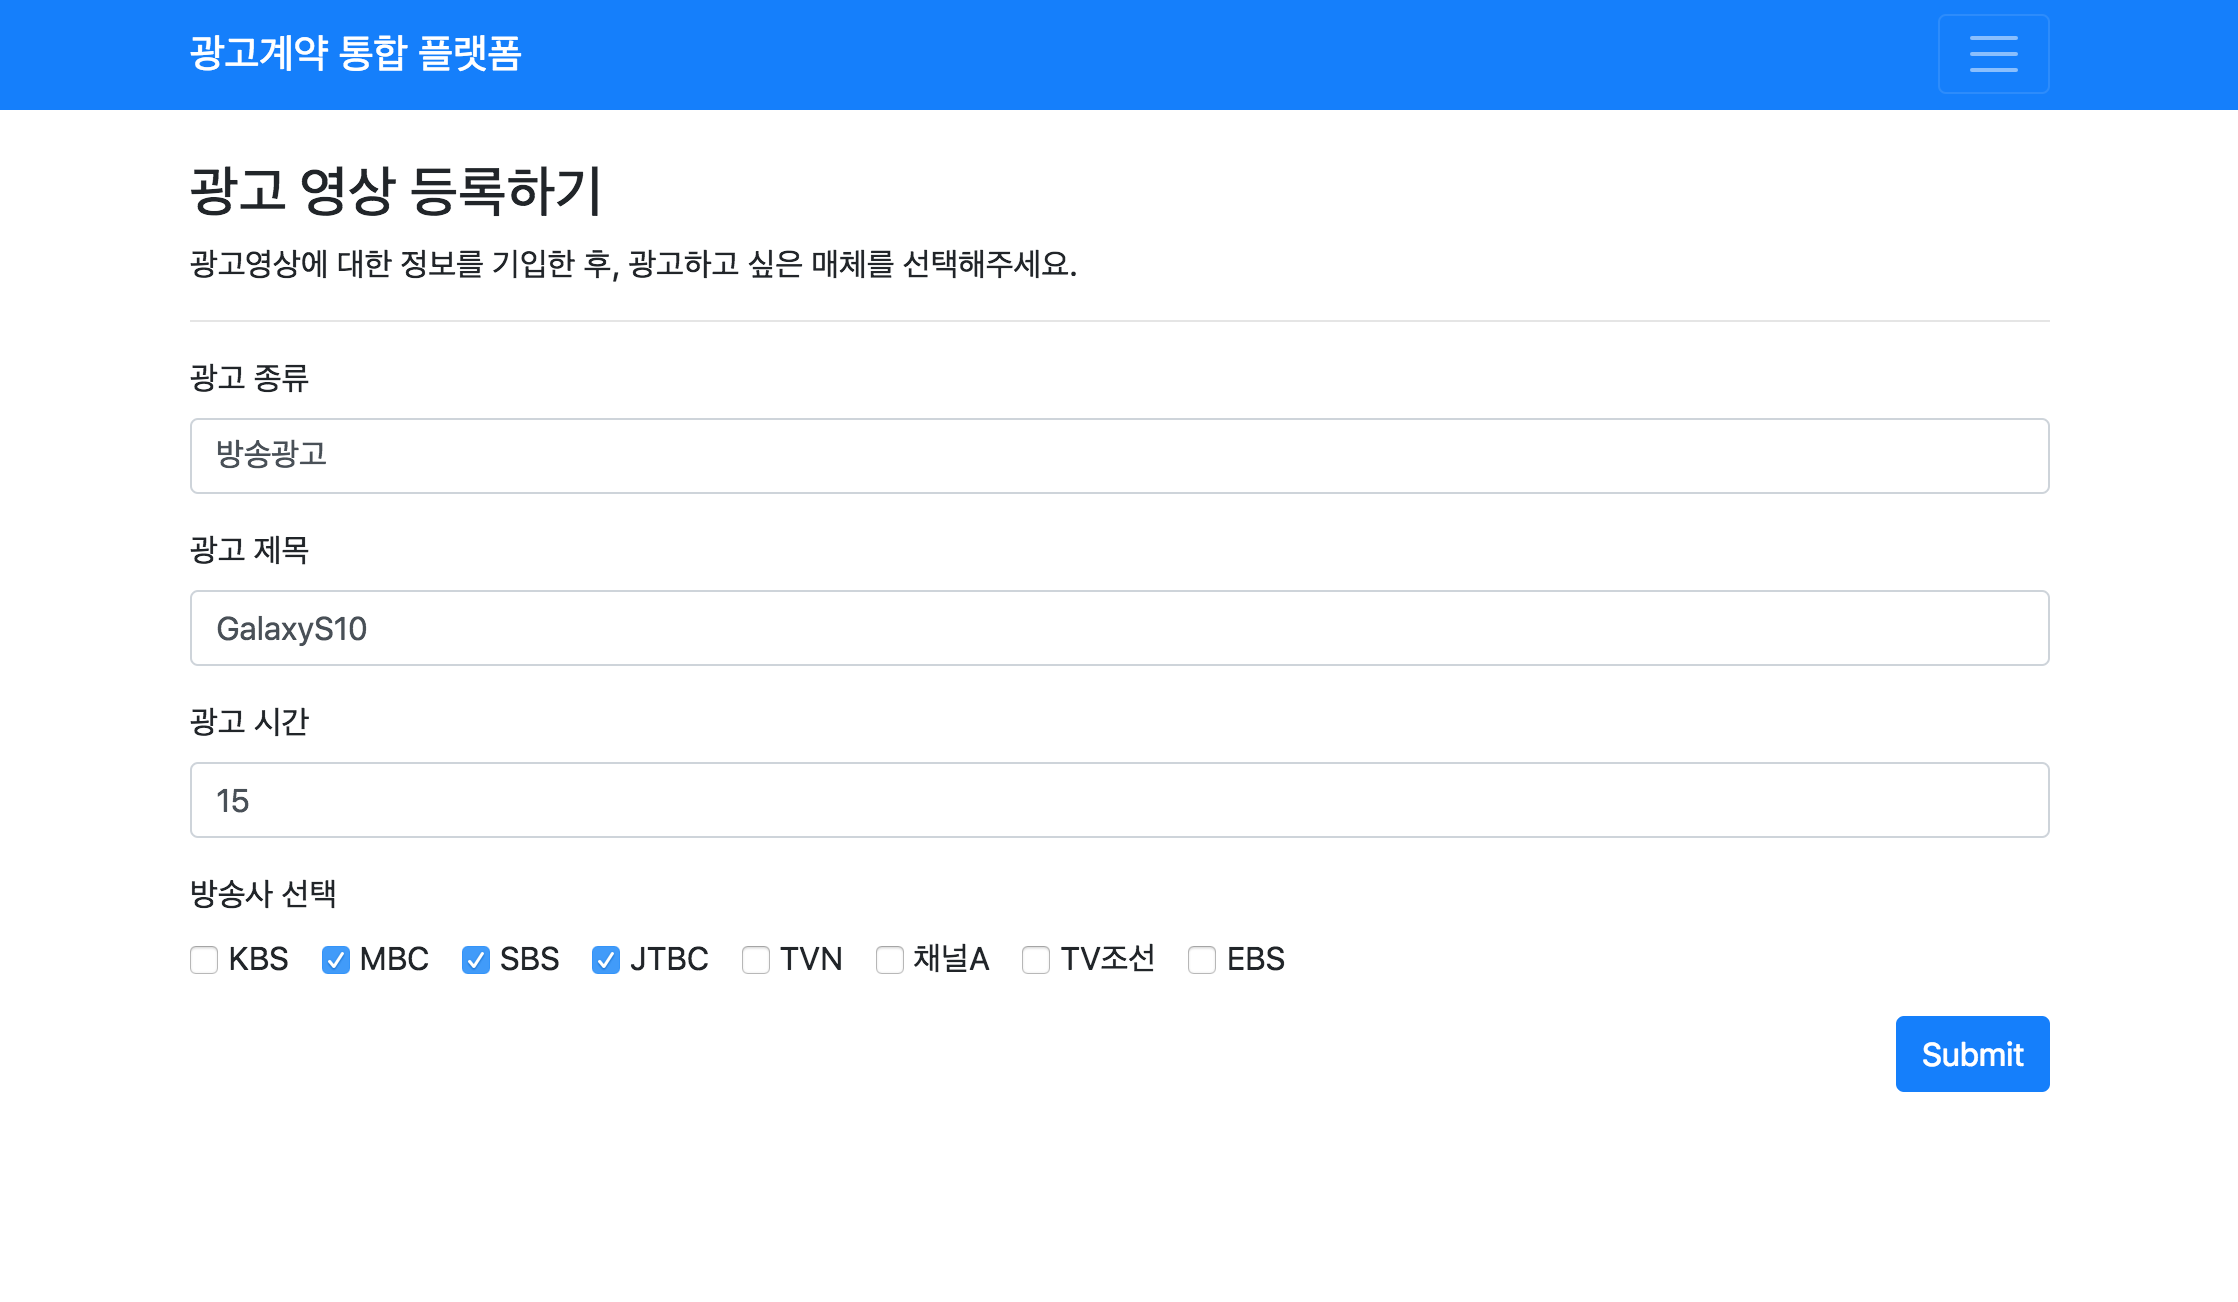 광고계약 통합 플랫폼
광고 영상 등록하기
광고영상에 대한 정보를 기입한 후, 광고하고 싶은 매체를 선택해주세요.
광고 종류
방송광고
광고 제목
GalaxyS10
광고 시간
15
방송사 선택
KBS MBC SBS JTBC TVN 채널A TV조선 EBS
Submit